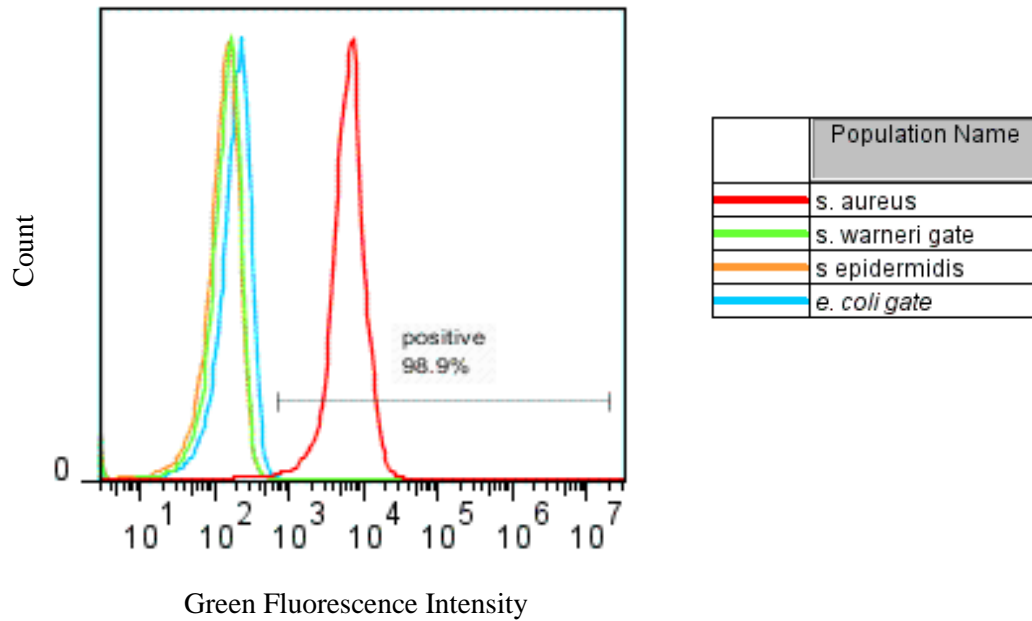 Count
positive
98.9%
0
10^1 10^2 10^3 10^4 10^5 10^6 10^7
Green Fluorescence Intensity
Population Name
s. aureus
s. warneri gate
s epidermidis
e. coli gate